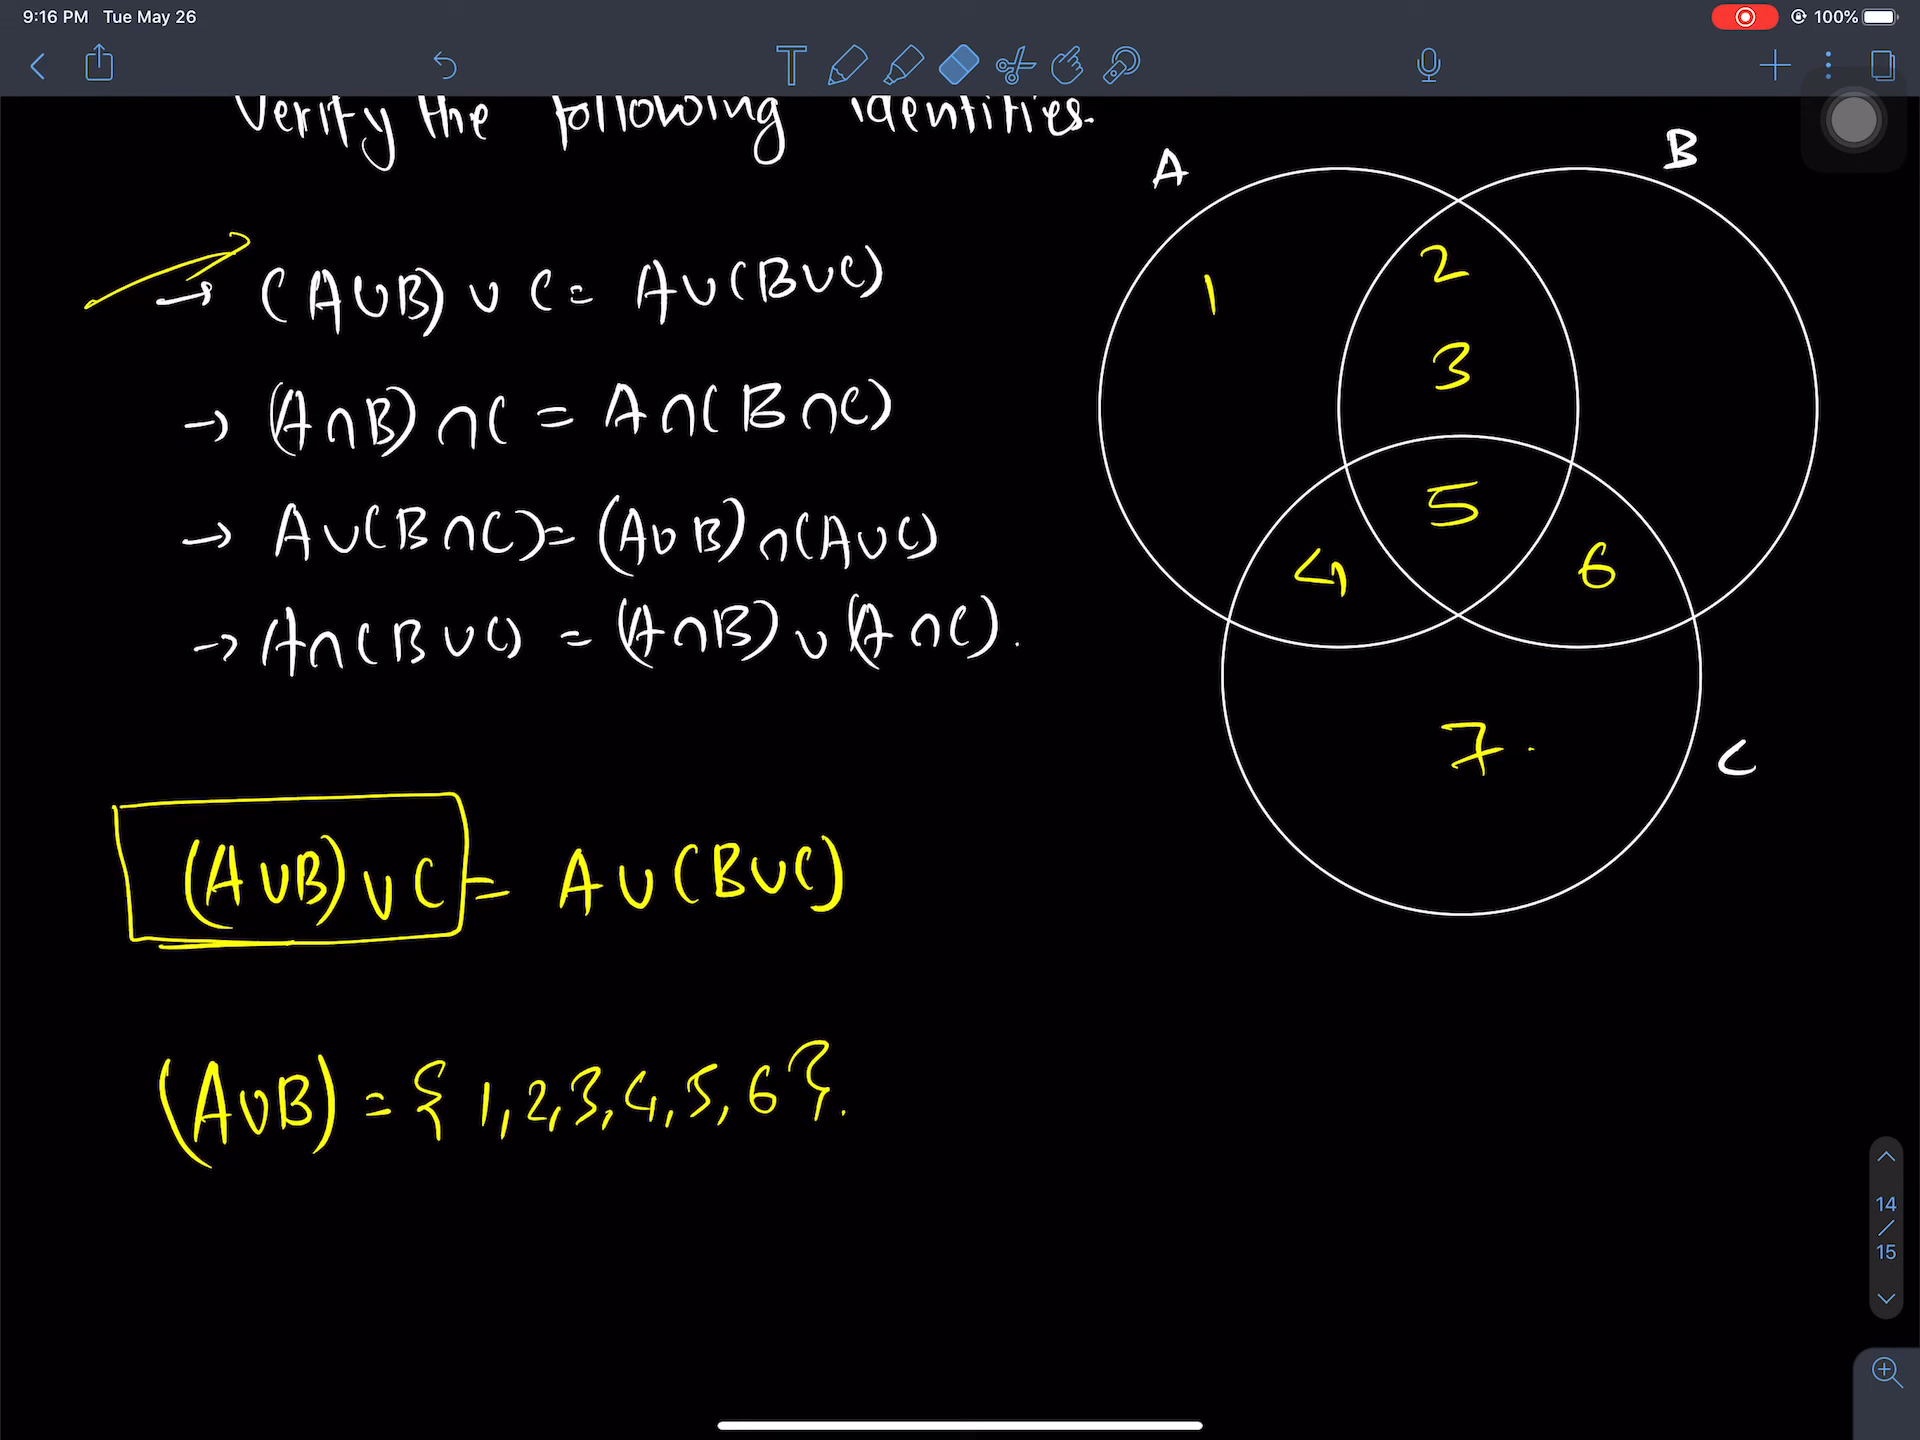 9:16 PM Tue May 26
100%
Verify the following identities.
→ (A∪B) ∪ C = A∪(B∪C)
→ (A∩B) ∩C = A∩(B∩C)
→ A∪(B∩C) = (A∪B)∩(A∪C)
→ A∩(B∪C) = (A∩B) ∪ (A∩C).
A
B
1
2
3
5
4
6
7.
C
(A∪B) ∪ C = A∪(B∪C)
(A∪B) = { 1,2,3,4,5,6 }.
14
/
15